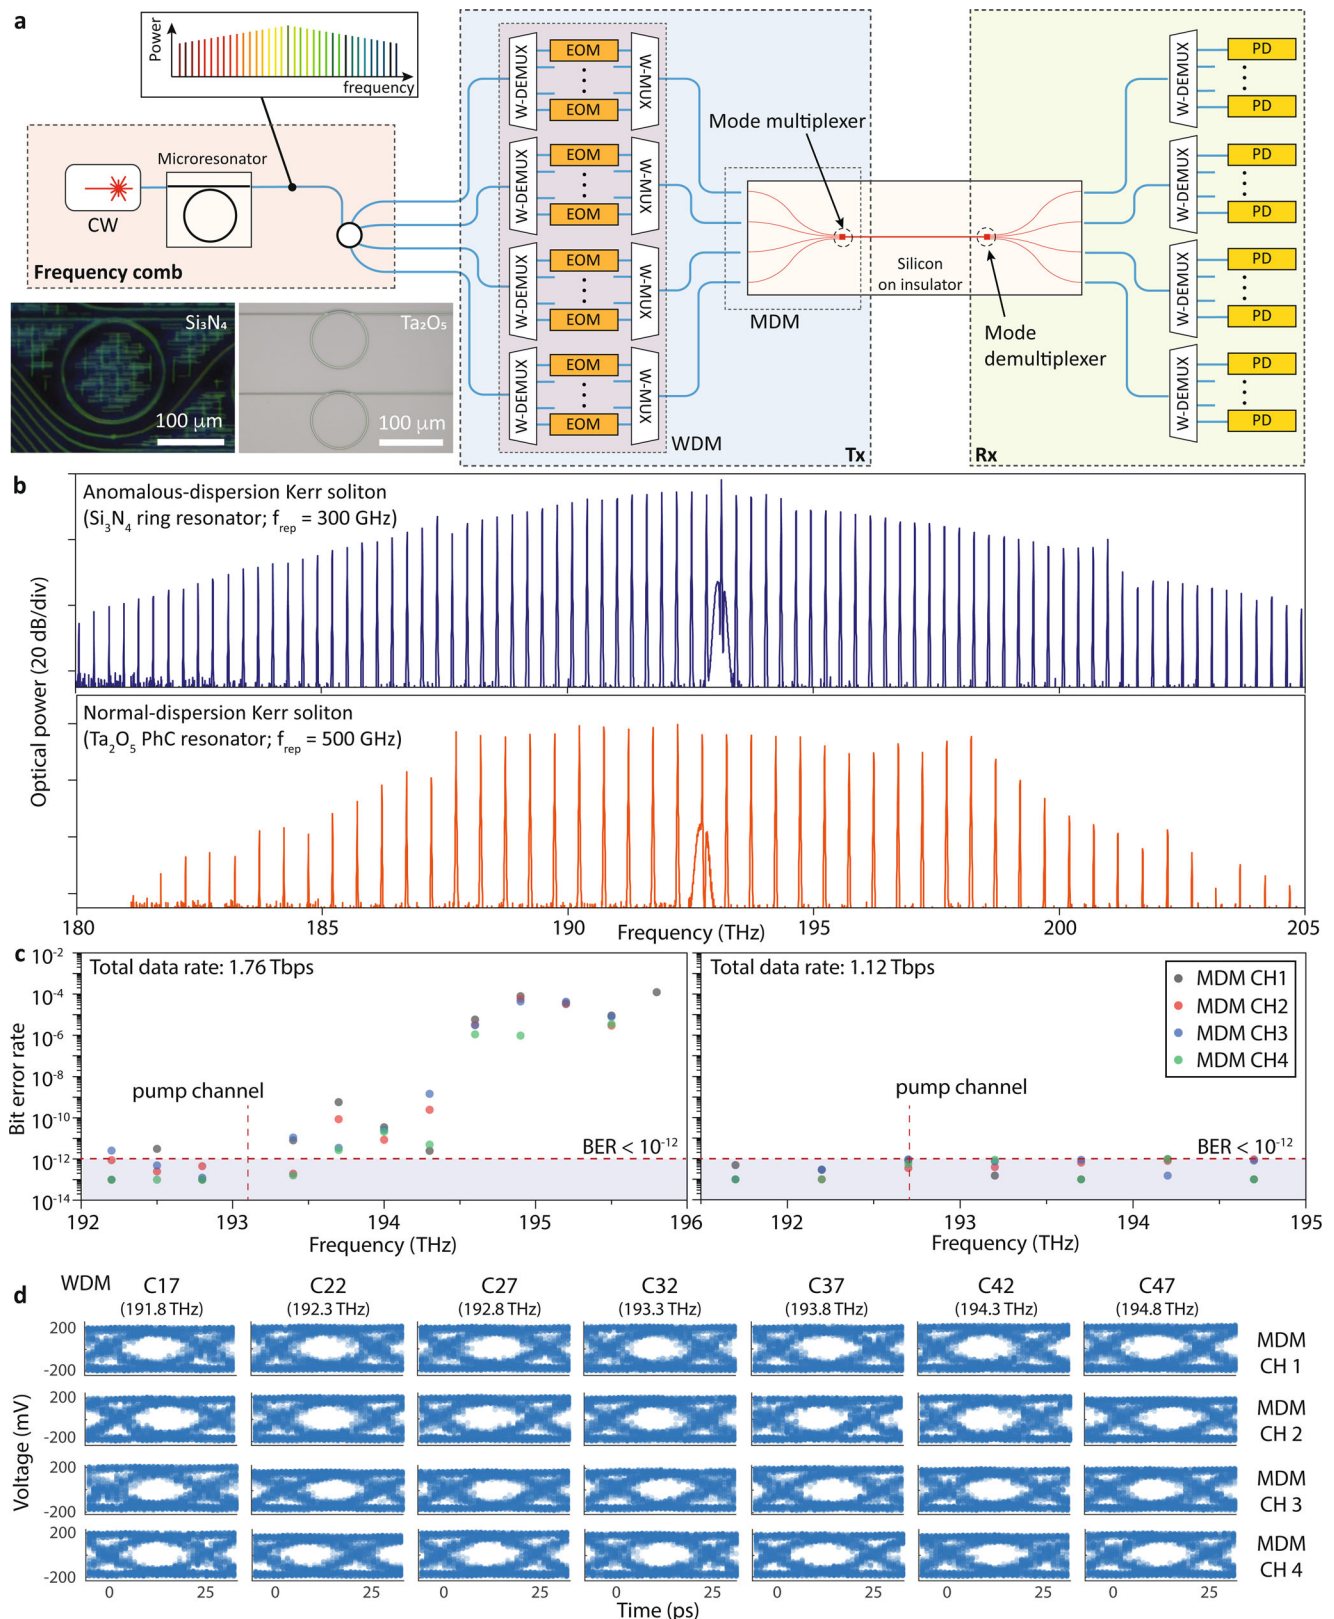 a
Power
frequency
Microresonator
CW
Frequency comb
Si₃N₄
100 μm
Ta₂O₅
100 μm
W-DEMUX
EOM
EOM
W-MUX
W-DEMUX
EOM
EOM
W-MUX
W-DEMUX
EOM
EOM
W-MUX
W-DEMUX
EOM
EOM
W-MUX
WDM
Tx
Mode multiplexer
MDM
Silicon
on insulator
Mode
demultiplexer
Rx
W-DEMUX
PD
PD
W-DEMUX
PD
PD
W-DEMUX
PD
PD
W-DEMUX
PD
PD
b
Optical power (20 dB/div)
Anomalous-dispersion Kerr soliton
(Si₃N₄ ring resonator; f_rep = 300 GHz)
Normal-dispersion Kerr soliton
(Ta₂O₅ PhC resonator; f_rep = 500 GHz)
180 185 190 195 200 205
Frequency (THz)
c
Bit error rate
10⁻²
10⁻⁴
10⁻⁶
10⁻⁸
10⁻¹⁰
10⁻¹²
10⁻¹⁴
Total data rate: 1.76 Tbps
pump channel
BER < 10⁻¹²
192 193 194 195 196
Frequency (THz)
Total data rate: 1.12 Tbps
MDM CH1
MDM CH2
MDM CH3
MDM CH4
pump channel
BER < 10⁻¹²
192 193 194 195
Frequency (THz)
d
WDM C17 C22 C27 C32 C37 C42 C47
(191.8 THz) (192.3 THz) (192.8 THz) (193.3 THz) (193.8 THz) (194.3 THz) (194.8 THz)
Voltage (mV)
200
-200
MDM
CH 1
200
-200
MDM
CH 2
200
-200
MDM
CH 3
200
-200
MDM
CH 4
0 25 0 25 0 25 0 25 0 25 0 25 0 25
Time (ps)